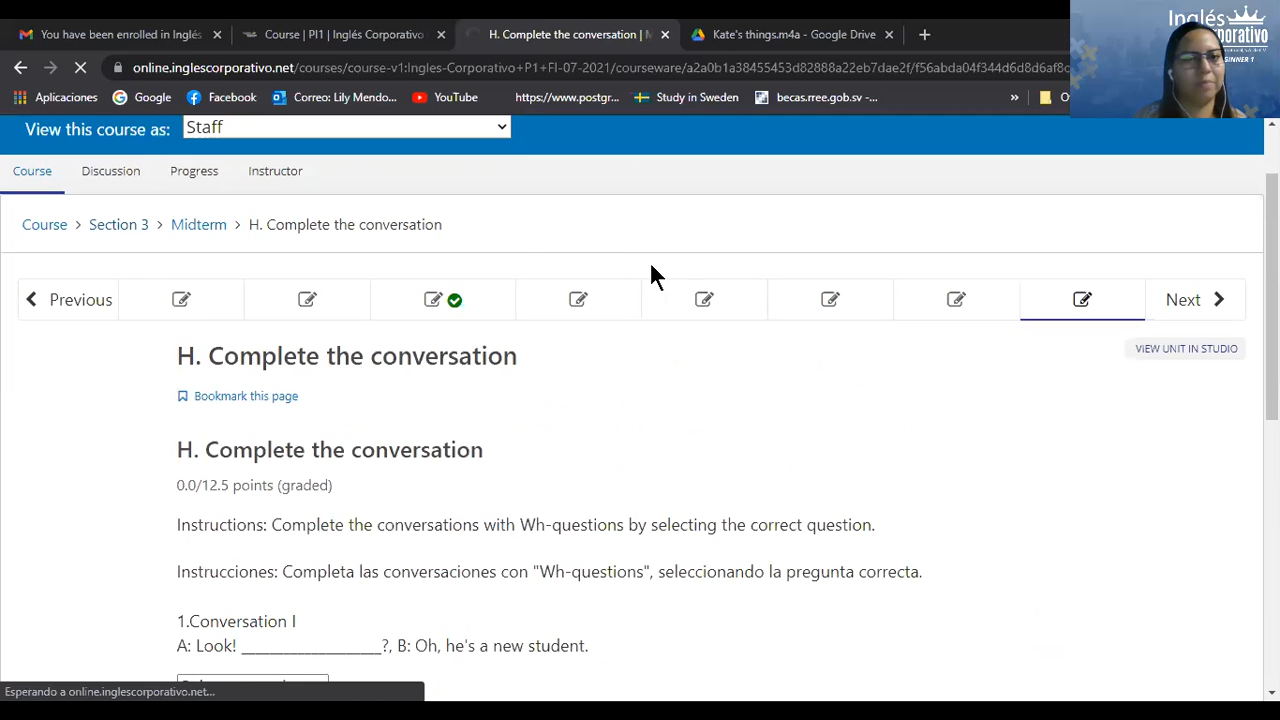 You have been enrolled in Inglés
Course | PI1 | Inglés Corporativo
H. Complete the conversation | M
Kate's things.m4a - Google Drive
online.inglescorporativo.net/courses/course-v1:Ingles-Corporativo
-07-2021/courseware/a2a0b1a3845545358d88a22eb7dae2f/f56abda04f344d6d8d6af8c
Aplicaciones
Google
Facebook
Correo: Lily Mendo...
YouTube
https://www.postgr...
Study in Sweden
becas.rree.gob.sv -...
»
Inglés
Corporativo
View this course as:
Staff
Course
Discussion
Progress
Instructor
Course > Section 3 > Midterm > H. Complete the conversation
Previous
Next
VIEW UNIT IN STUDIO
H. Complete the conversation
Bookmark this page
H. Complete the conversation
0.0/12.5 points (graded)
Instructions: Complete the conversations with Wh-questions by selecting the correct question.
Instrucciones: Completa las conversaciones con "Wh-questions", seleccionando la pregunta correcta.
1.Conversation I
A: Look! ____________________?, B: Oh, he's a new student.
Esperando a online.inglescorporativo.net...